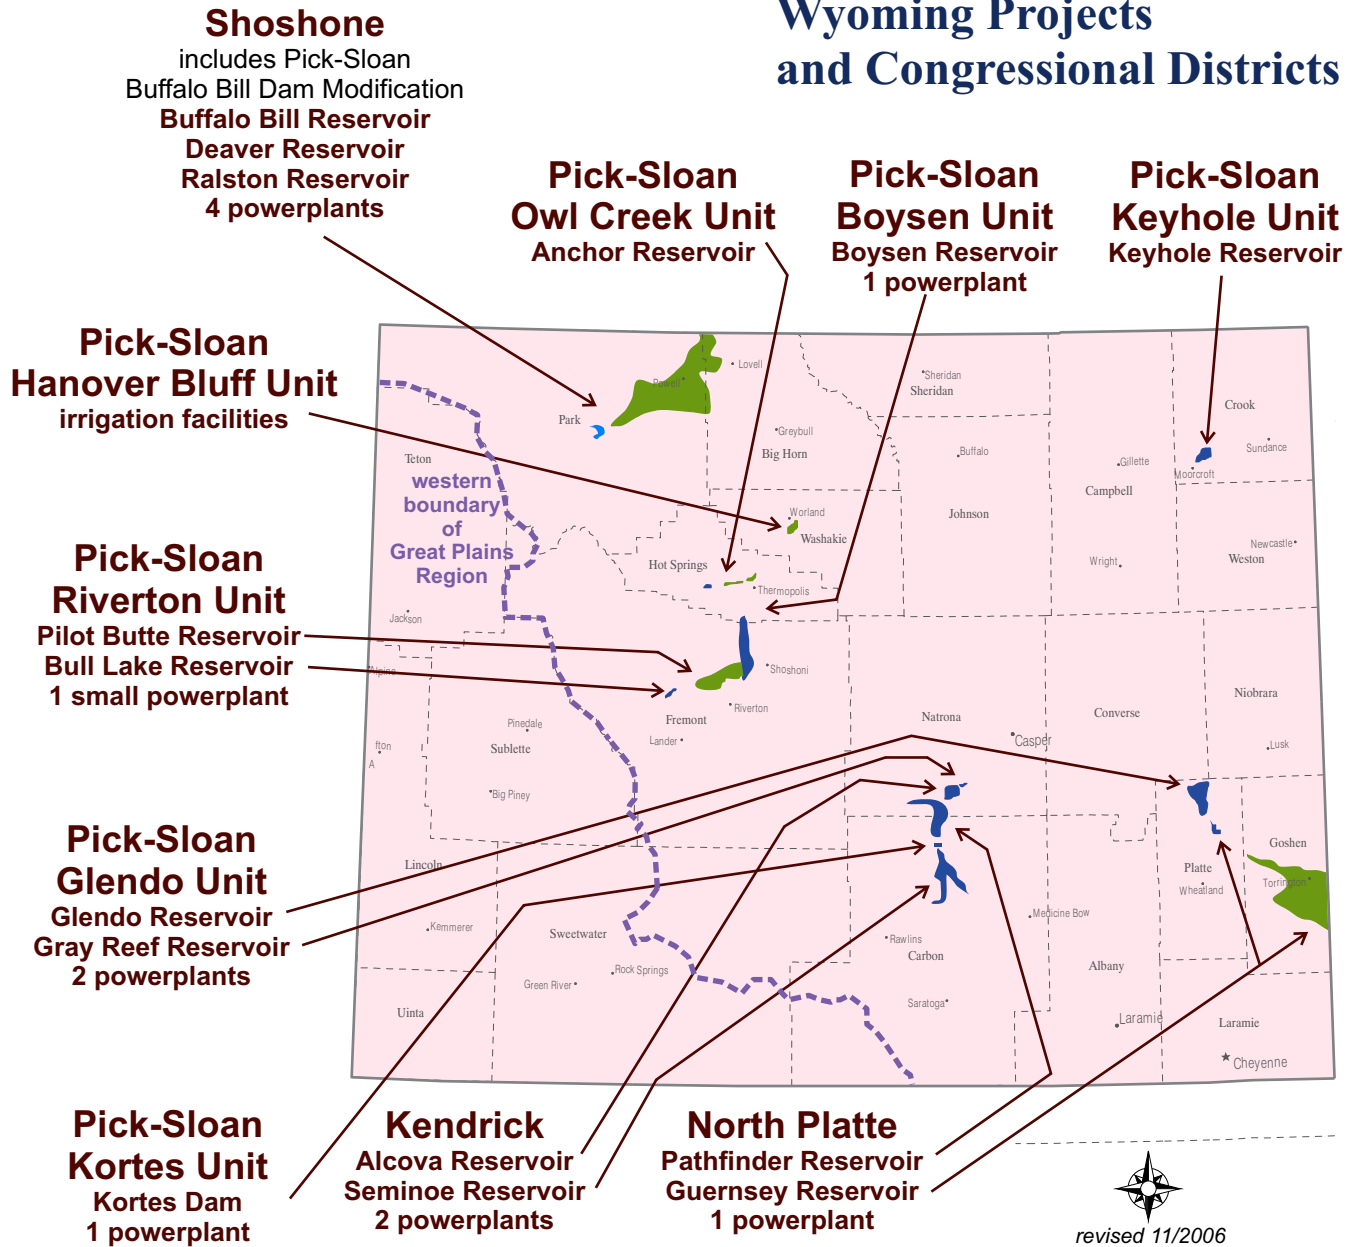 Wyoming Projects
and Congressional Districts
Shoshone
includes Pick-Sloan
Buffalo Bill Dam Modification
Buffalo Bill Reservoir
Deaver Reservoir
Ralston Reservoir
4 powerplants
Pick-Sloan
Owl Creek Unit
Anchor Reservoir
Pick-Sloan
Boysen Unit
Boysen Reservoir
1 powerplant
Pick-Sloan
Keyhole Unit
Keyhole Reservoir
Pick-Sloan
Hanover Bluff Unit
irrigation facilities
Pick-Sloan
Riverton Unit
Pilot Butte Reservoir
Bull Lake Reservoir
1 small powerplant
Pick-Sloan
Glendo Unit
Glendo Reservoir
Gray Reef Reservoir
2 powerplants
Pick-Sloan
Kortes Unit
Kortes Dam
1 powerplant
Kendrick
Alcova Reservoir
Seminoe Reservoir
2 powerplants
North Platte
Pathfinder Reservoir
Guernsey Reservoir
1 powerplant
western
boundary
of
Great Plains
Region
Lovell
Powell
Park
Sheridan
Sheridan
Crook
Greybull
Big Horn
Buffalo
Sundance
Gillette
Moorcroft
Teton
Campbell
Worland
Washakie
Johnson
Newcastle
Weston
Wright
Hot Springs
Thermopolis
Jackson
Alpine
Shoshoni
Riverton
Fremont
Lander
Natrona
Casper
Converse
Niobrara
Lusk
Pinedale
Sublette
fton
A
Big Piney
Lincoln
Goshen
Platte
Wheatland
Torrington
Kemmerer
Sweetwater
Medicine Bow
Rawlins
Carbon
Albany
Rock Springs
Green River
Saratoga
Uinta
Laramie
Laramie
Cheyenne
revised 11/2006